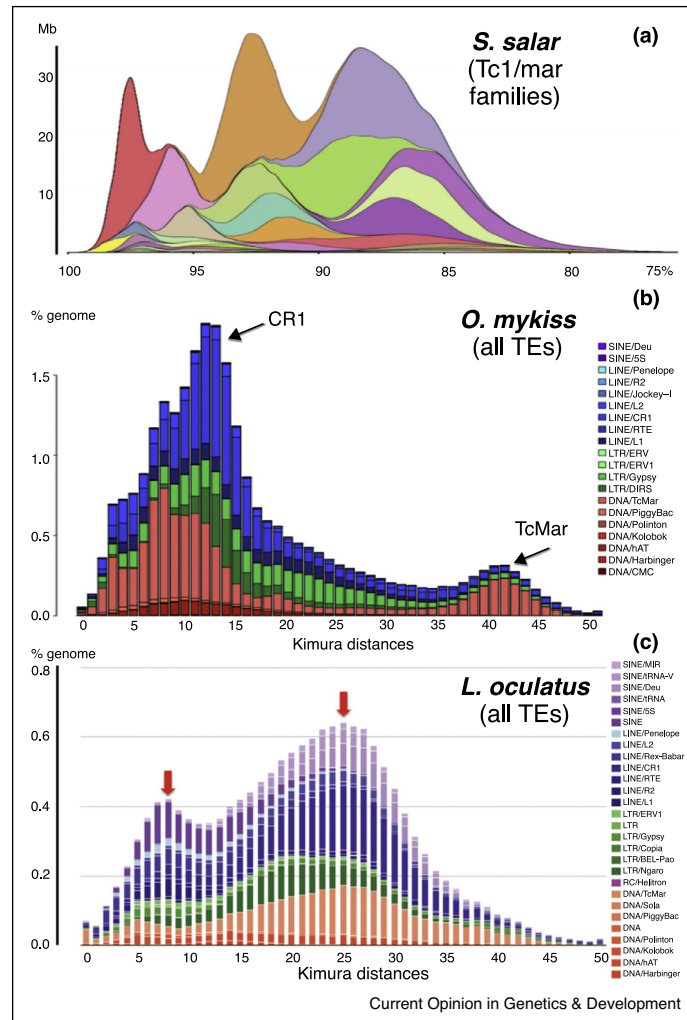 Mb
S. salar
(Tc1/mar
families)
(a)
30
20
10
100
95
90
85
80
75%
(b)
% genome
CR1
O. mykiss
(all TEs)
1.5
1.0
0.5
0.0
TcMar
SINE/Deu
SINE/5S
LINE/Penelope
LINE/R2
LINE/Jockey–I
LINE/L2
LINE/CR1
LINE/RTE
LINE/L1
LTR/ERV
LTR/ERV1
LTR/Gypsy
LTR/DIRS
DNA/TcMar
DNA/PiggyBac
DNA/Polinton
DNA/Kolobok
DNA/hAT
DNA/Harbinger
DNA/CMC
0 5 10 15 20 25 30 35 40 45 50
Kimura distances
(c)
% genome
L. oculatus
(all TEs)
0.8
0.6
0.4
0.2
0.0
SINE/MIR
SINE/tRNA-V
SINE/Deu
SINE/tRNA
SINE/5S
SINE
LINE/Penelope
LINE/L2
LINE/Rex-Babar
LINE/CR1
LINE/RTE
LINE/R2
LINE/L1
LTR/ERV1
LTR
LTR/Gypsy
LTR/Copia
LTR/BEL-Pao
LTR/Ngaro
RC/Helitron
DNA/TcMar
DNA/Sola
DNA/PiggyBac
DNA
DNA/Polinton
DNA/Kolobok
DNA/hAT
DNA/Harbinger
0 5 10 15 20 25 30 35 40 45 50
Kimura distances
Current Opinion in Genetics & Development